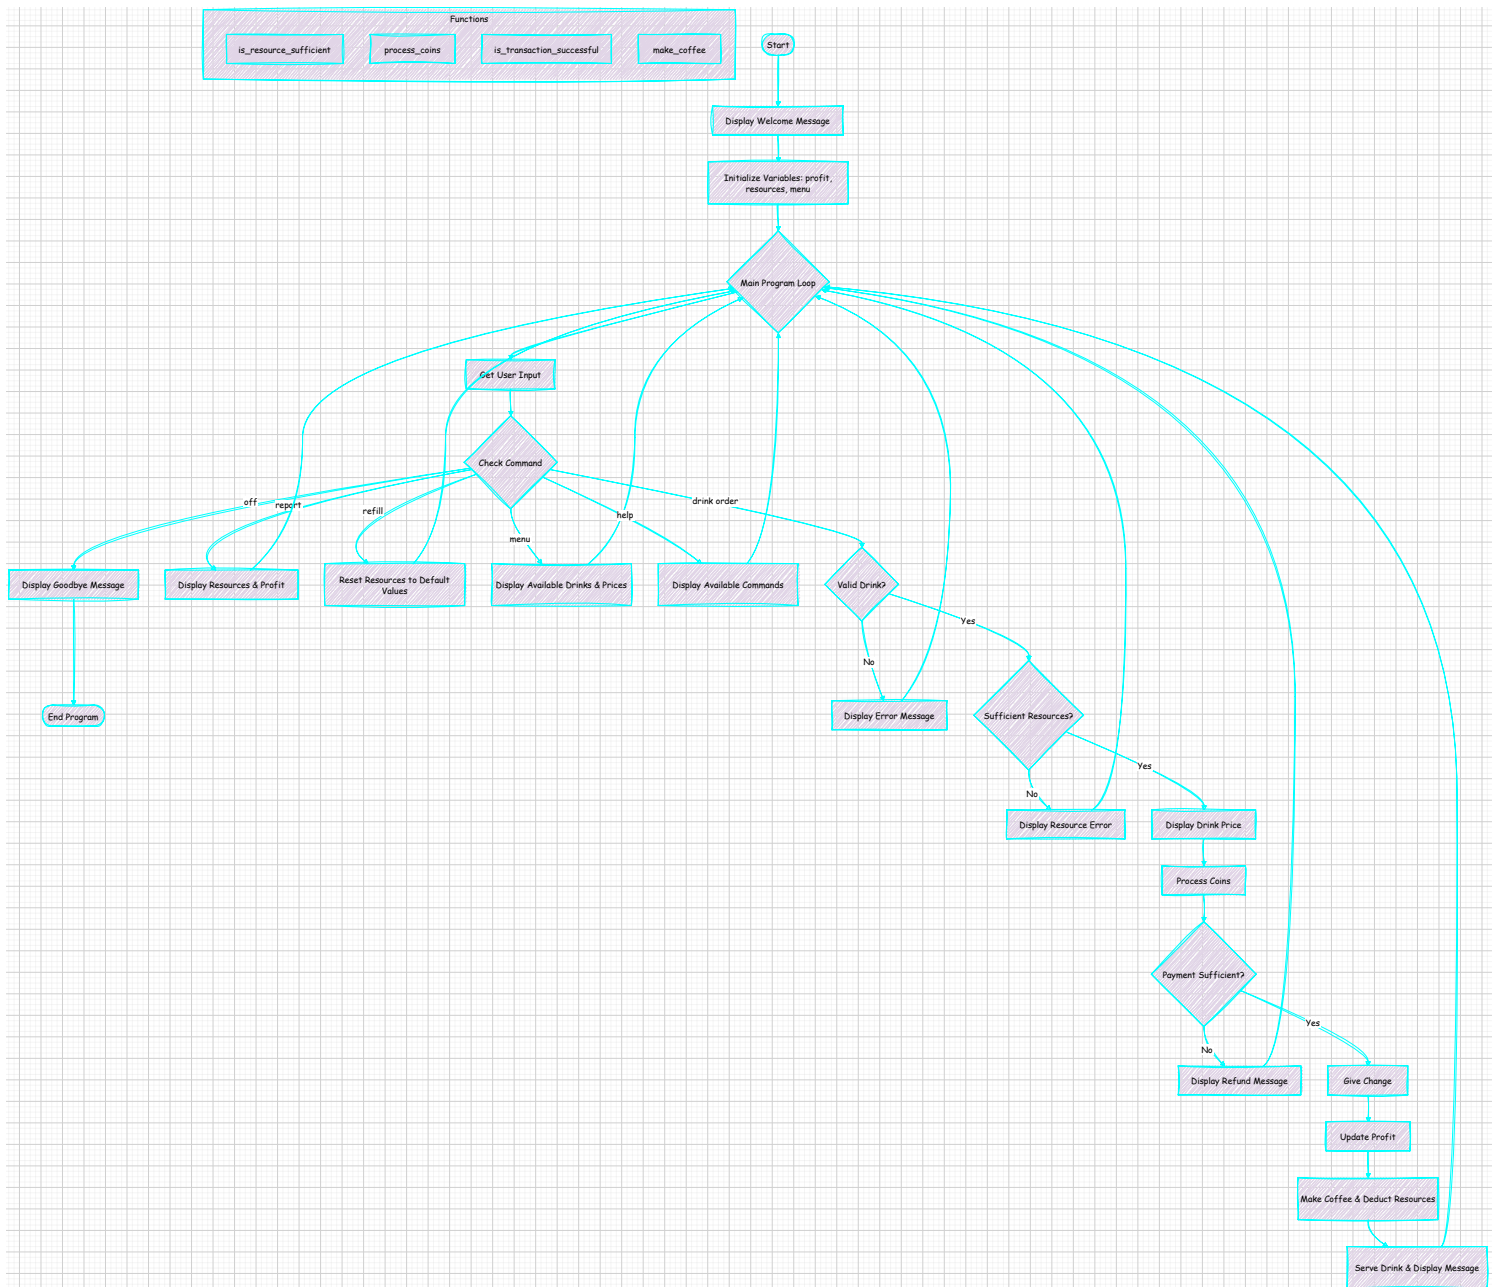 Functions
is_resource_sufficient
process_coins
is_transaction_successful
make_coffee
Start
Display Welcome Message
Initialize Variables: profit,
resources, menu
Main Program Loop
Get User Input
Check Command
off
report
refill
menu
help
drink order
Display Goodbye Message
Display Resources & Profit
Reset Resources to Default
Values
Display Available Drinks & Prices
Display Available Commands
Valid Drink?
Yes
No
End Program
Display Error Message
Sufficient Resources?
Yes
No
Display Resource Error
Display Drink Price
Process Coins
Payment Sufficient?
Yes
No
Display Refund Message
Give Change
Update Profit
Make Coffee & Deduct Resources
Serve Drink & Display Message